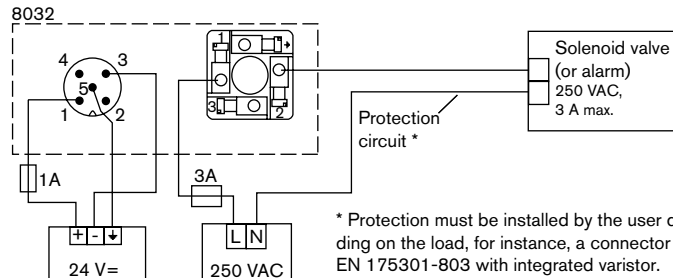 8032
4
3
5
1
2
1
3
2
Solenoid valve
(or alarm)
250 VAC,
3 A max.
Protection
circuit *
1A
3A
+ -
L N
24 V=
250 VAC
* Protection must be installed by the user
ding on the load, for instance, a connector
EN 175301-803 with integrated varistor.